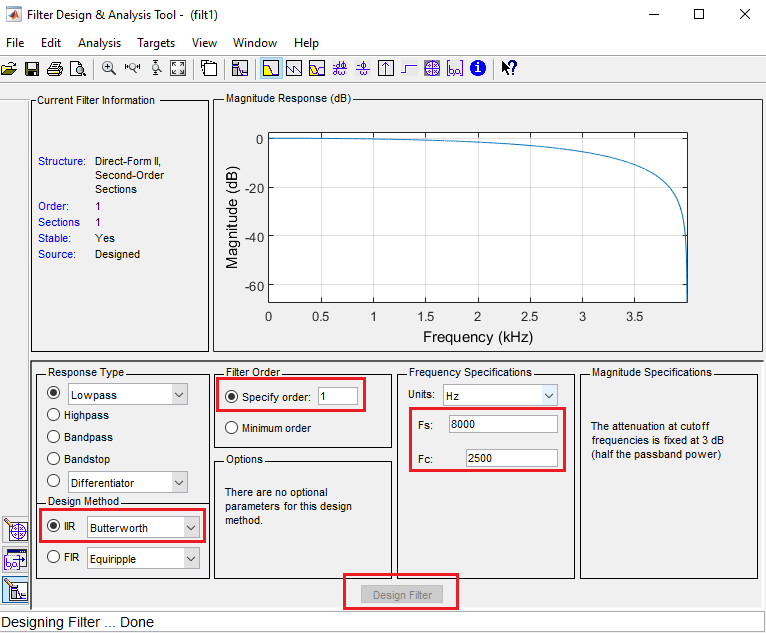 Filter Design & Analysis Tool - (filt1)
File Edit Analysis Targets View Window Help
Current Filter Information
Structure: Direct-Form II,
Second-Order
Sections
Order: 1
Sections 1
Stable: Yes
Source: Designed
Magnitude Response (dB)
0
-20
-40
-60
Magnitude (dB)
0 0.5 1 1.5 2 2.5 3 3.5
Frequency (kHz)
Response Type
Lowpass
Highpass
Bandpass
Bandstop
Differentiator
Design Method
IIR Butterworth
FIR Equiripple
Filter Order
Specify order: 1
Minimum order
Options
There are no optional
parameters for this design
method.
Frequency Specifications
Units: Hz
Fs: 8000
Fc: 2500
Magnitude Specifications
The attenuation at cutoff
frequencies is fixed at 3 dB
(half the passband power)
Design Filter
Designing Filter ... Done